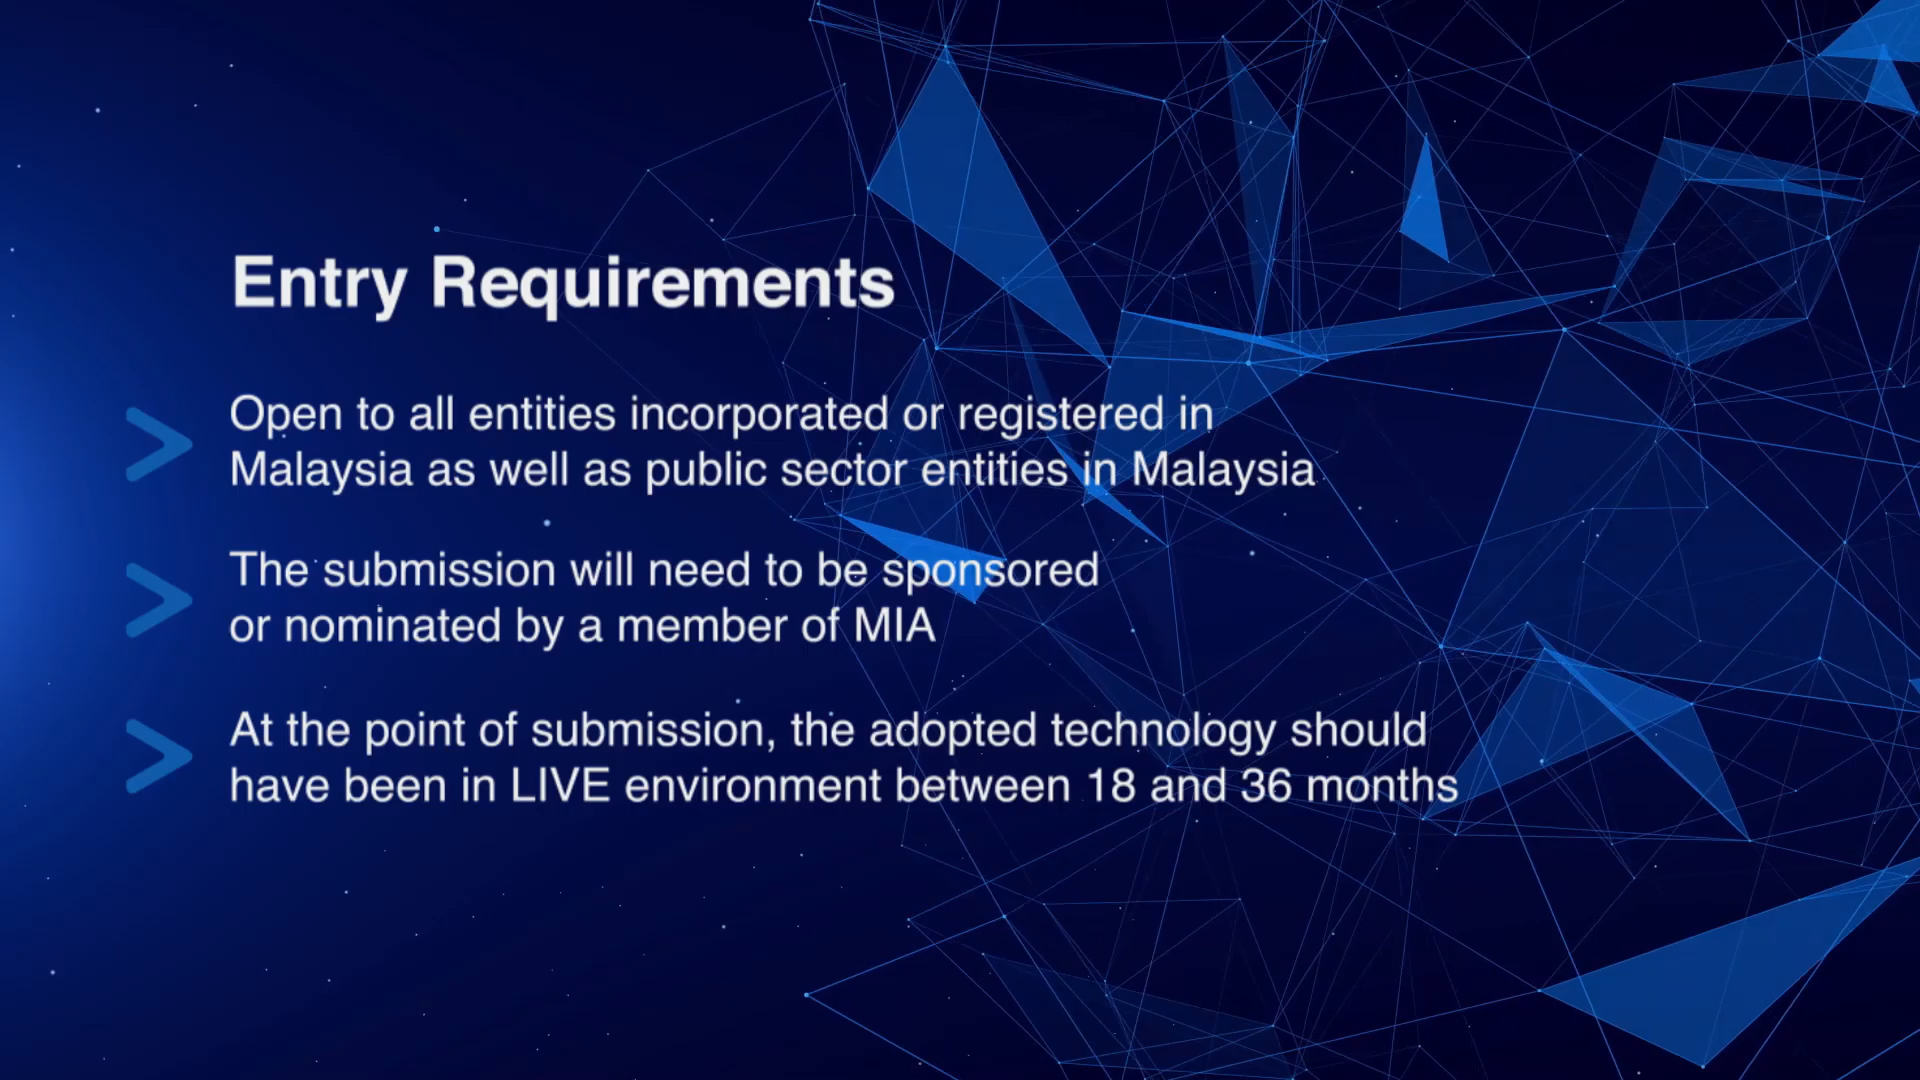 Entry Requirements
Open to all entities incorporated or registered in
Malaysia as well as public sector entities in Malaysia
The submission will need to be sponsored
or nominated by a member of MIA
At the point of submission, the adopted technology should
have been in LIVE environment between 18 and 36 months